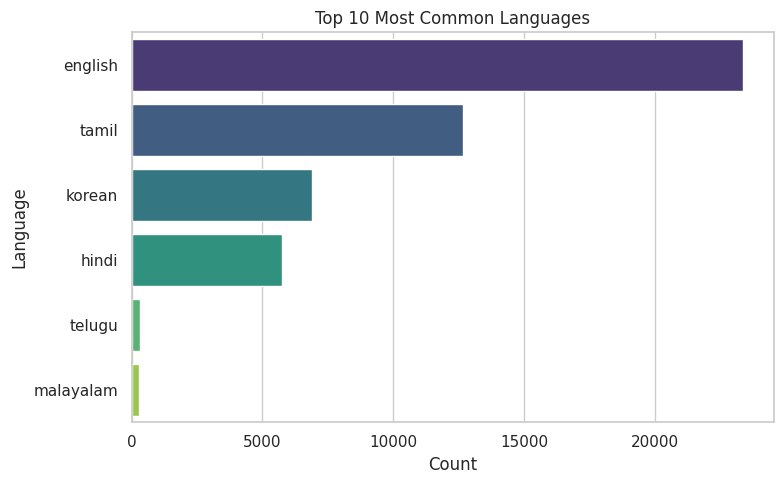 Top 10 Most Common Languages
english
tamil
korean
hindi
telugu
malayalam
Language
0 5000 10000 15000 20000
Count